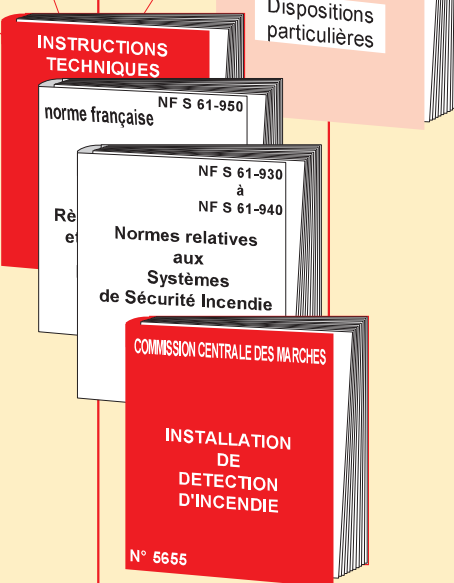 Dispositions
particulières
INSTRUCTIONS
TECHNIQUES
NF S 61-950
norme française
NF S 61-930
à
NF S 61-940
Normes relatives
aux
Systèmes
de Sécurité Incendie
COMMISSION CENTRALE DES MARCHES
INSTALLATION
DE
DETECTION
D'INCENDIE
N° 5655